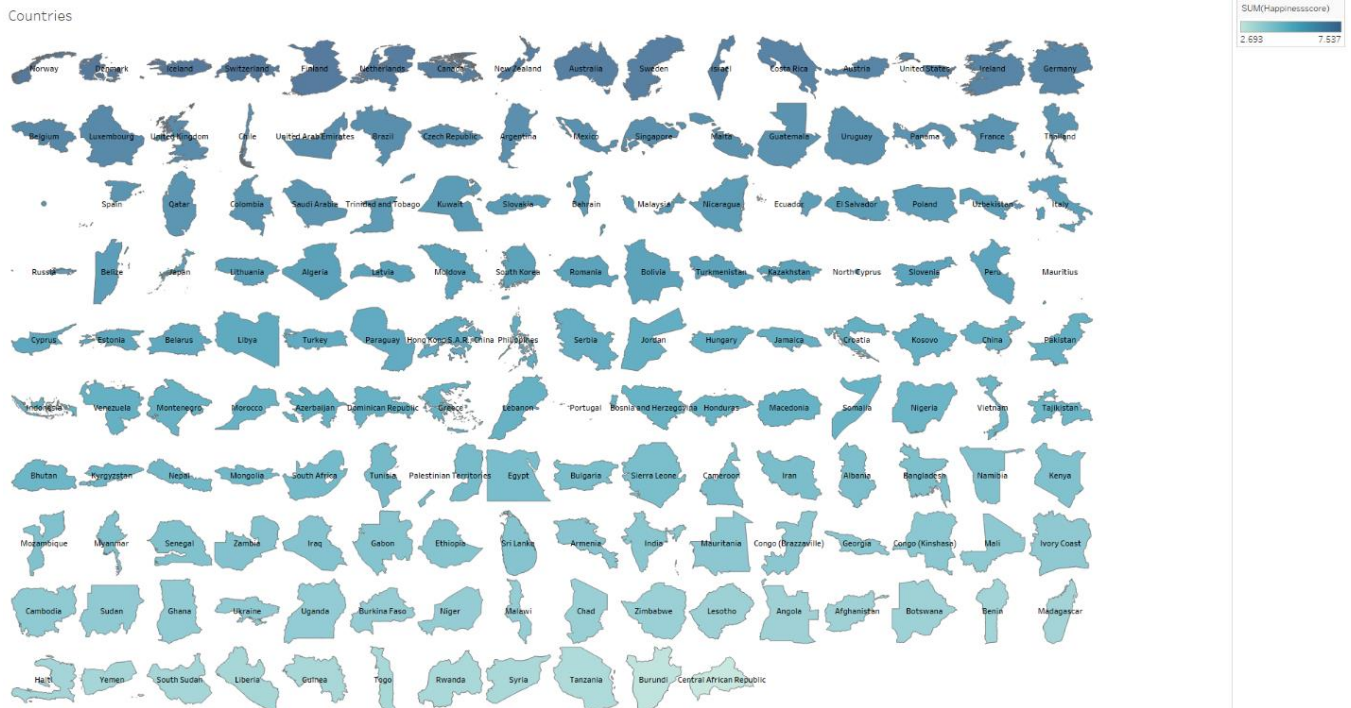 Countries
SUM(Happinessscore)
2.693 7.537
Norway Denmark Iceland Switzerland Finland Netherlands Canada New Zealand Australia Sweden Israel Costa Rica Austria United States Ireland Germany
Belgium Luxembourg United Kingdom Chile United Arab Emirates Brazil Czech Republic Argentina Mexico Singapore Malta Guatemala Uruguay Panama France Thailand
Spain Qatar Colombia Saudi Arabia Trinidad and Tobago Kuwait Slovakia Bahrain Malaysia Nicaragua Ecuador El Salvador Poland Uzbekistan Italy
Russia Belize Japan Lithuania Algeria Latvia Moldova South Korea Romania Bolivia Turkmenistan Kazakhstan North Cyprus Slovenia Peru Mauritius
Cyprus Estonia Belarus Libya Turkey Paraguay Hong Kong S.A.R., China Philippines Serbia Jordan Hungary Jamaica Croatia Kosovo China Pakistan
Indonesia Venezuela Montenegro Morocco Azerbaijan Dominican Republic Greece Lebanon Portugal Bosnia and Herzegovina Honduras Macedonia Somalia Nigeria Vietnam Tajikistan
Bhutan Kyrgyzstan Nepal Mongolia South Africa Tunisia Palestinian Territories Egypt Bulgaria Sierra Leone Cameroon Iran Albania Bangladesh Namibia Kenya
Mozambique Myanmar Senegal Zambia Iraq Gabon Ethiopia Sri Lanka Armenia India Mauritania Congo (Brazzaville) Georgia Congo (Kinshasa) Mali Ivory Coast
Cambodia Sudan Ghana Ukraine Uganda Burkina Faso Niger Malawi Chad Zimbabwe Lesotho Angola Afghanistan Botswana Benin Madagascar
Haiti Yemen South Sudan Liberia Guinea Togo Rwanda Syria Tanzania Burundi Central African Republic